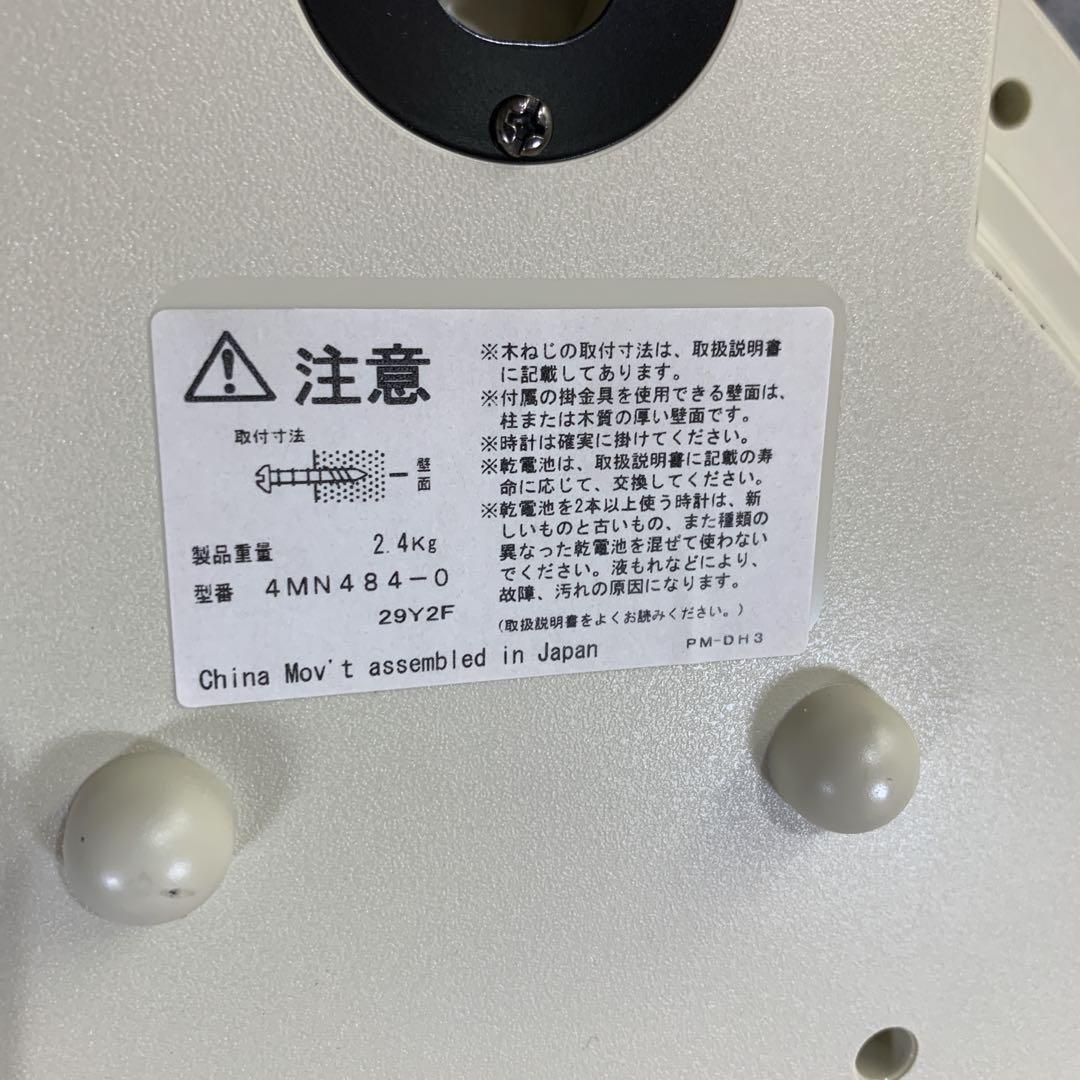 注意
取付寸法
壁面
製品重量 2.4Kg
型番 4MN484-0
29Y2F
※木ねじの取付寸法は、取扱説明書
に記載してあります。
※付属の掛金具を使用できる壁面は、
柱または木質の厚い壁面です。
※時計は確実に掛けてください。
※乾電池は、取扱説明書に記載の寿
命に応じて、交換してください。
※乾電池を2本以上使う時計は、新
しいものと古いもの、また種類の
異なった乾電池を混ぜて使わない
でください。液もれなどにより、
故障、汚れの原因になります。
(取扱説明書をよくお読みください。)
China Mov't assembled in Japan
PM-DH3